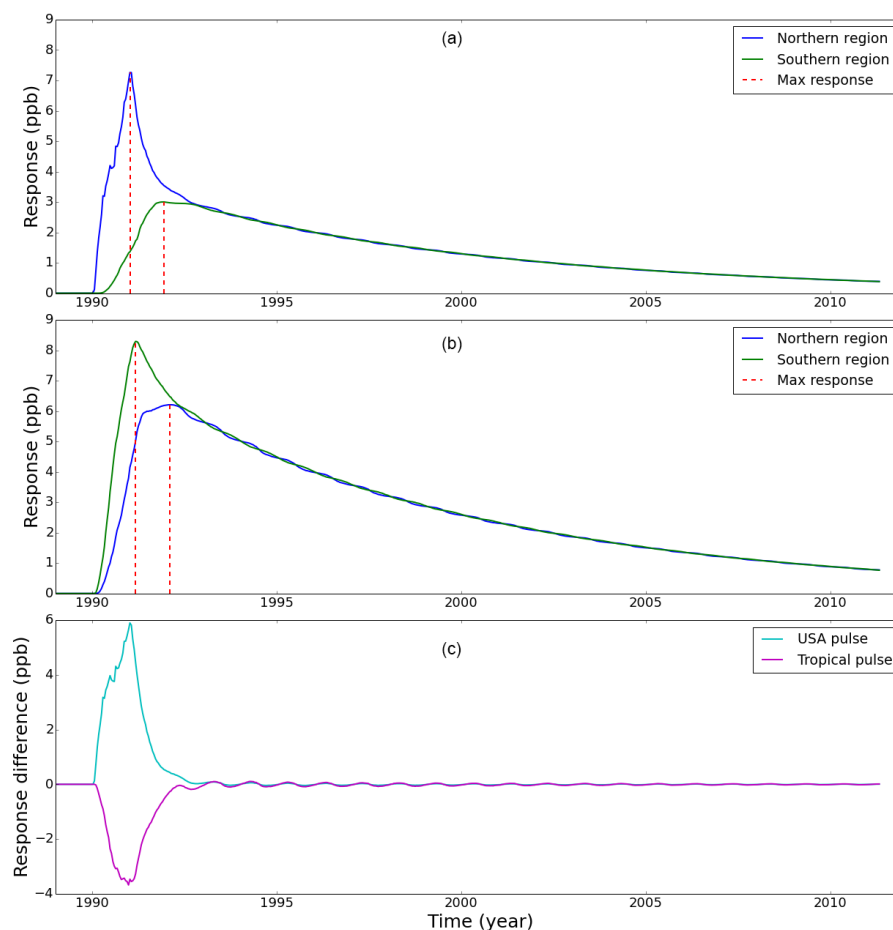 (a)
Northern region
Southern region
Max response
Response (ppb)
9
8
7
6
5
4
3
2
1
0
1990 1995 2000 2005 2010
(b)
Northern region
Southern region
Max response
Response (ppb)
9
8
7
6
5
4
3
2
1
0
1990 1995 2000 2005 2010
(c)
USA pulse
Tropical pulse
Response difference (ppb)
6
4
2
0
−2
−4
1990 1995 2000 2005 2010
Time (year)